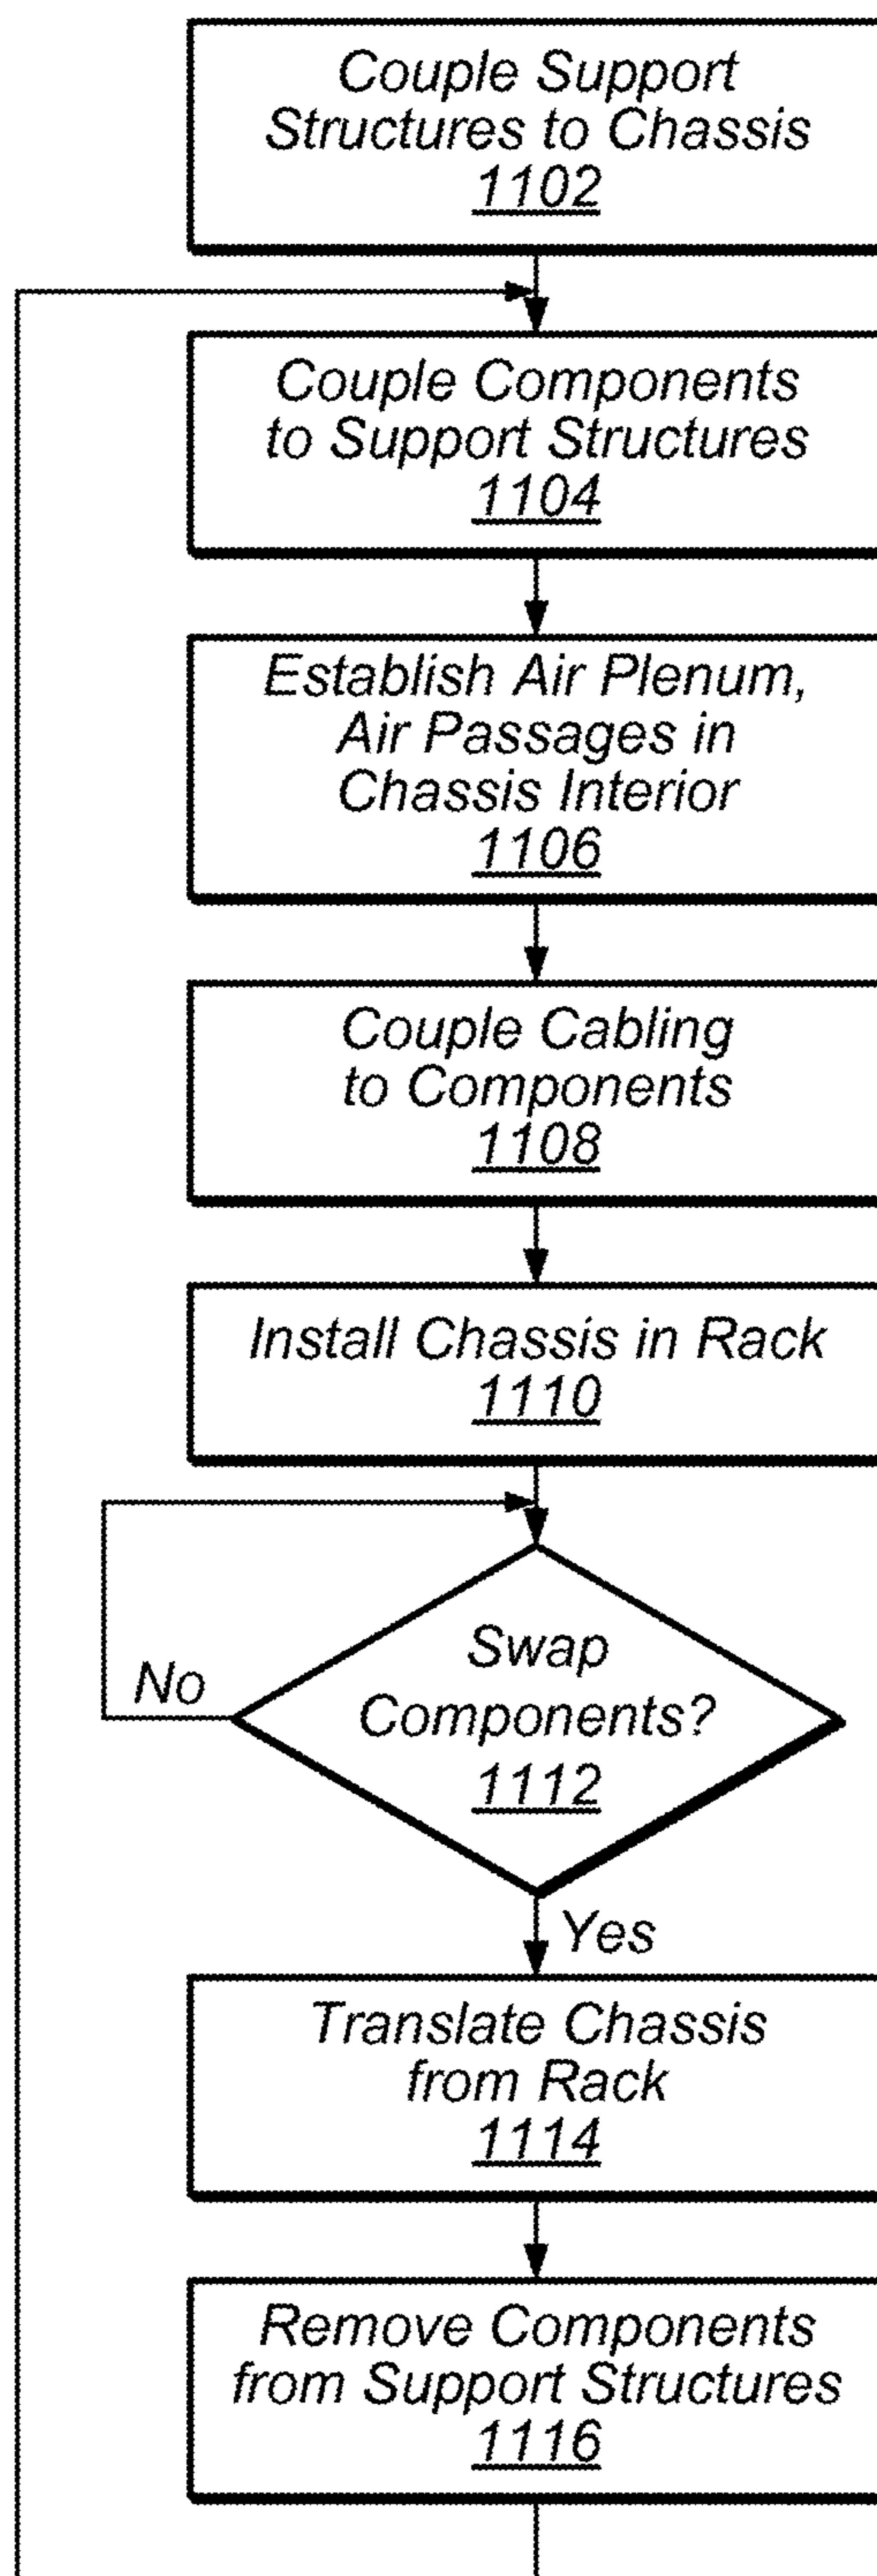 Couple Support
Structures to Chassis
1102
Couple Components
to Support Structures
1104
Establish Air Plenum,
Air Passages in
Chassis Interior
1106
Couple Cabling
to Components
1108
Install Chassis in Rack
1110
Swap
Components?
1112
No
Yes
Translate Chassis
from Rack
1114
Remove Components
from Support Structures
1116